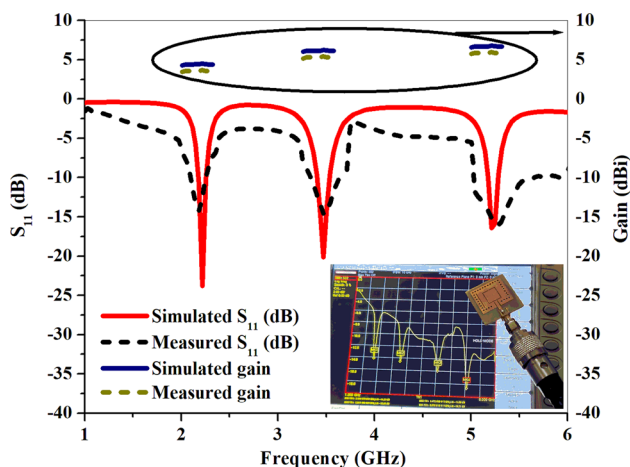 10
10
5
5
0
0
-5
-5
-10
-10
-15
-15
-20
-20
-25
-25
-30
-30
-35
-35
-40
-40
S11 (dB)
Gain (dBi)
Simulated S11 (dB)
Measured S11 (dB)
Simulated gain
Measured gain
1 2 3 4 5 6
Frequency (GHz)